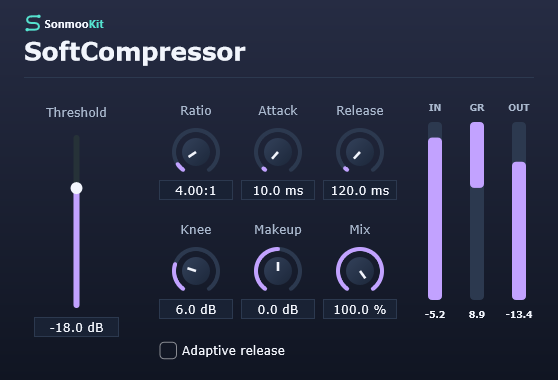 SonmooKit
SoftCompressor
Threshold
-18.0 dB
Ratio Attack Release
4.00:1 10.0 ms 120.0 ms
Knee Makeup Mix
6.0 dB 0.0 dB 100.0 %
Adaptive release
IN GR OUT
-5.2 8.9 -13.4